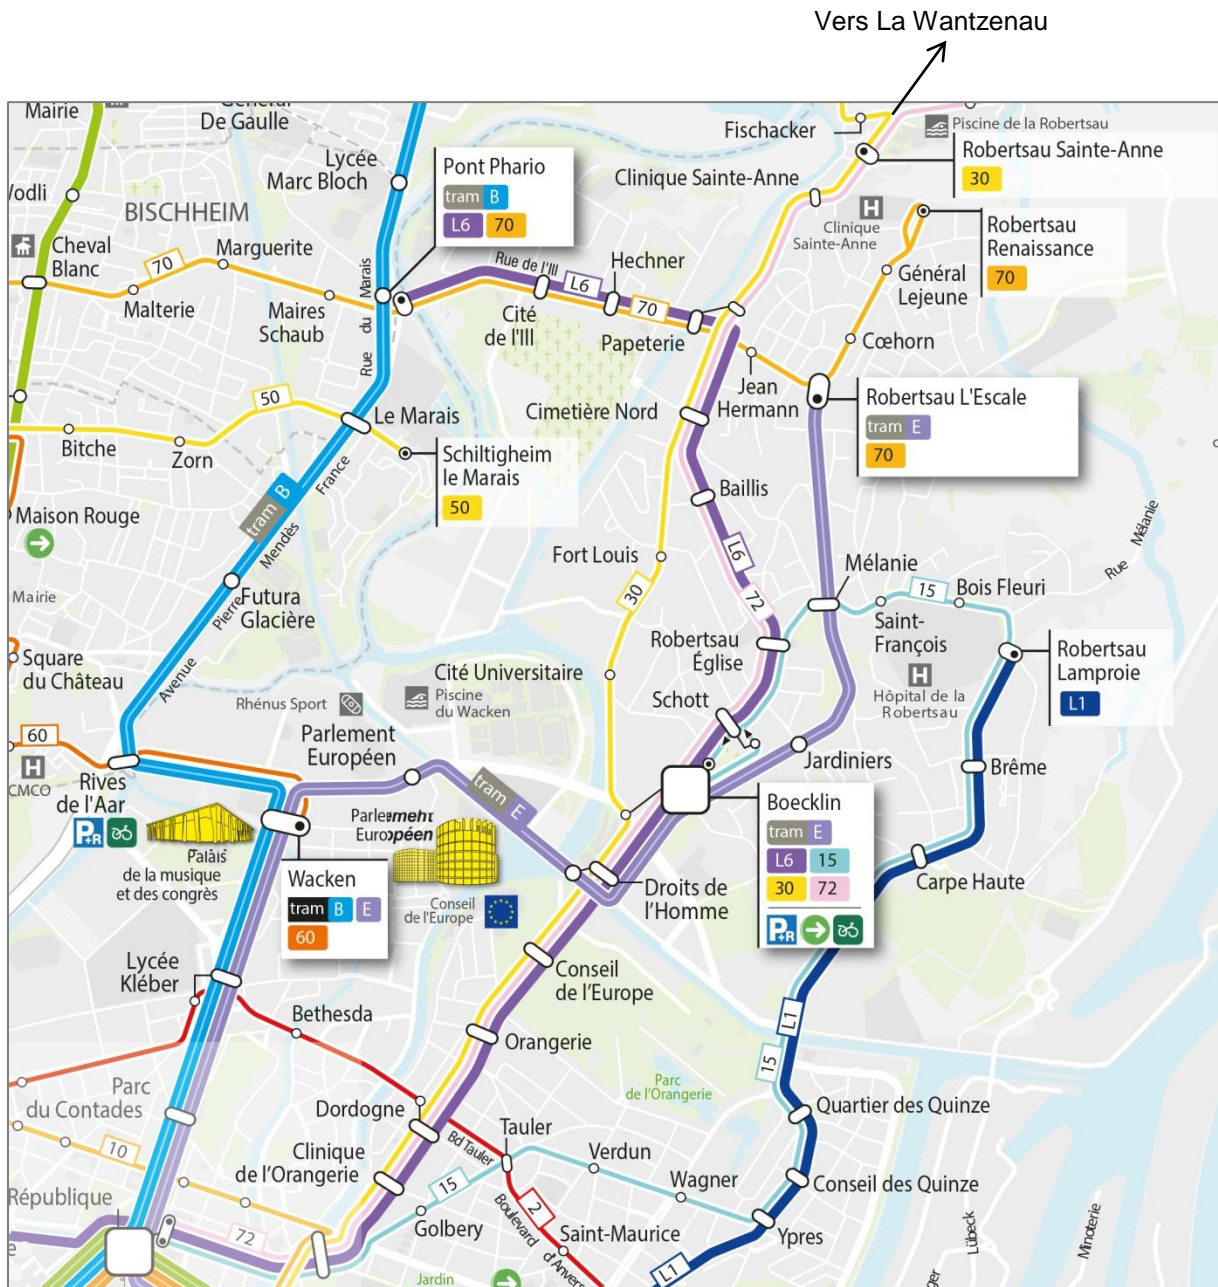 Vers La Wantzenau
Mairie
De Gaulle
Lycée
Marc Bloch
Pont Phario
tram B
L6 70
Fischacker
Piscine de la Robertsau
Robertsau Sainte-Anne
30
Clinique Sainte-Anne
H
Clinique
Sainte-Anne
Robertsau
Renaissance
70
BISCHHEIM
Cheval
Blanc
70
Marguerite
Malterie
Maires
Schaub
Rue du Marais
Rue de l'Ill
L6
Hechner
70
Cité
de l'Ill
Papeterie
Général
Lejeune
Cœhorn
Jean
Hermann
Robertsau L'Escale
tram E
70
50
Le Marais
Cimetière Nord
Bitche
Zorn
Schiltigheim
le Marais
50
tram B
Baillis
Maison Rouge
Mairie
Avenue Pierre Mendès France
Futura
Glacière
Fort Louis
L6
30
72
Mélanie
15
Bois Fleuri
Rue Mélanie
Saint-
François
H
Hôpital de la
Robertsau
Robertsau
Lamproie
L1
Square
du Château
Robertsau
Église
Cité Universitaire
Piscine
du Wacken
Rhénus Sport
Schott
Parlement
Européen
60
H
CMCO
Rives
de l'Aar
P+R
Jardiniers
Brême
tram E
Parlement
Européen
Palais
de la musique
et des congrès
Boecklin
tram E
L6 15
30 72
P+R
Wacken
tram B E
60
Conseil
de l'Europe
Droits de
l'Homme
Carpe Haute
Lycée
Kléber
Conseil
de l'Europe
Bethesda
Orangerie
L1
15
Parc
de l'Orangerie
Parc
du Contades
Dordogne
Quartier des Quinze
10
Clinique
de l'Orangerie
Bd Tauler
Tauler
Verdun
Wagner
Conseil des Quinze
République
15
Golbery
72
2
Boulevard d'Anvers
Saint-Maurice
Ypres
L1
Jardin
Lübeck
Minoterie